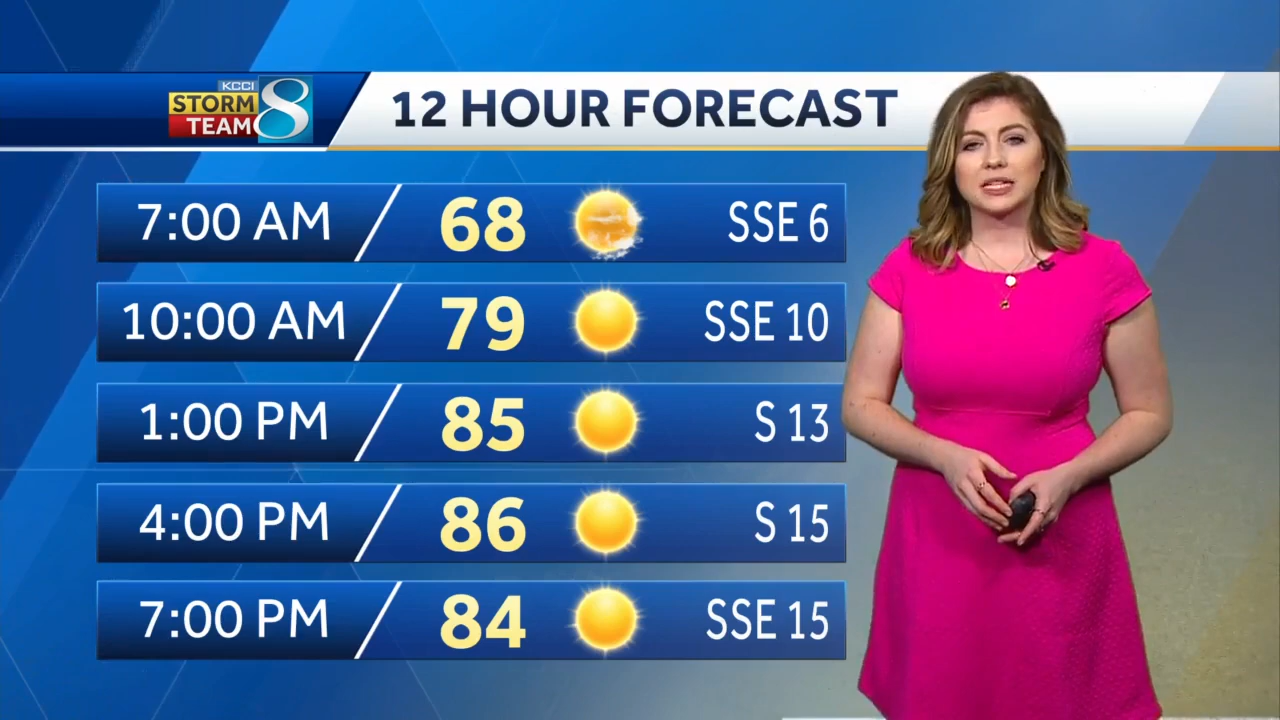 KCCI
STORM
TEAM 8
12 HOUR FORECAST
7:00 AM 68 SSE 6
10:00 AM 79 SSE 10
1:00 PM 85 S 13
4:00 PM 86 S 15
7:00 PM 84 SSE 15